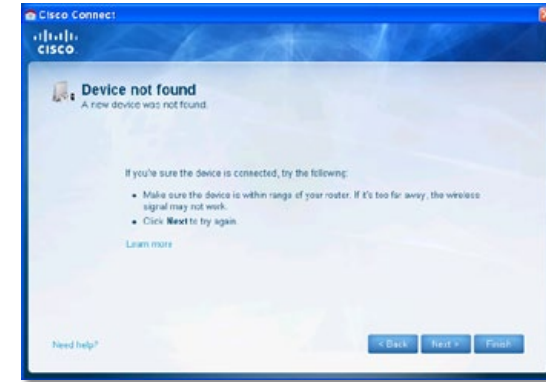 Cisco Connect
CISCO
Device not found
A new device was not found.
If you're sure the device is connected, try the following:
• Make sure the device is within range of your router. If it's too far away, the wireless
signal may not work.
• Click Next to try again.
Learn more
Need help?
< Back Next > Finish